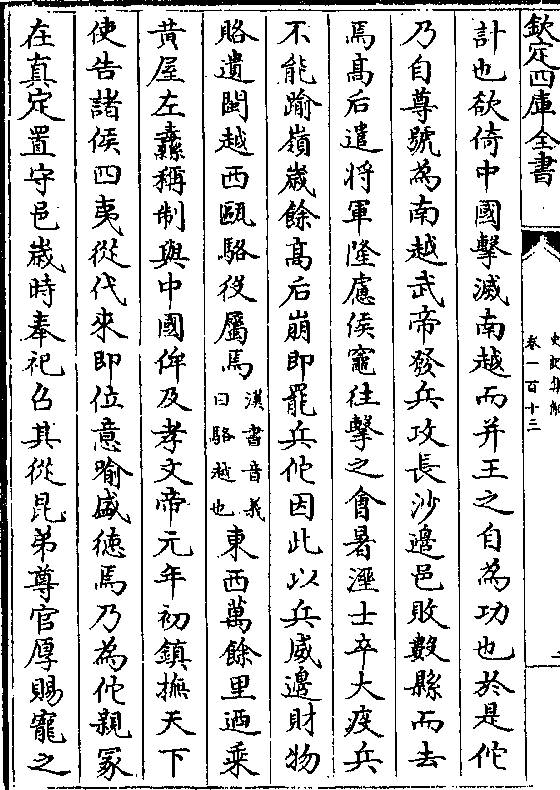 欽定四庫全書
史記集解
卷一百十三
計也欲倚中國擊滅南越而并王之自為功也於是佗
乃自尊號為南越武帝發兵攻長沙邊邑敗數縣而去
焉高后遣將軍隆慮侯竈往擊之會暑溼士卒大疫兵
不能踰嶺歲餘高后崩即罷兵佗因此以兵威邊財物
賂遺閩越西甌駱役屬焉漢書音義曰駱越也東西萬餘里迺乗
黄屋左纛稱制與中國侔及孝文帝元年初鎮撫天下
使告諸侯四夷從代來即位意喻盛徳焉乃為佗親冢
在真定置守邑歲時奉祀召其從昆弟尊官厚賜寵之